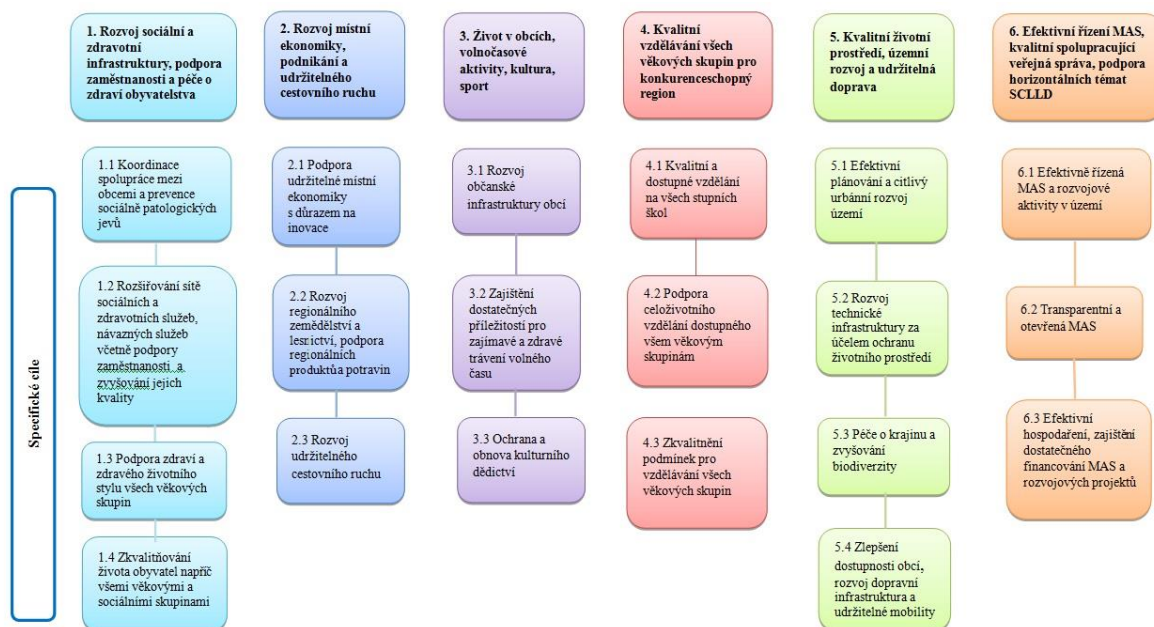 1. Rozvoj sociální a
zdravotní
infrastruktury, podpora
zaměstnanosti a péče o
zdraví obyvatelstva
2. Rozvoj místní
ekonomiky,
podnikání a
udržitelného
cestovního ruchu
3. Život v obcích,
volnočasové
aktivity, kultura,
sport
4. Kvalitní
vzdělávání všech
věkových skupin pro
konkurenceschopný
region
5. Kvalitní životní
prostředí, územní
rozvoj a udržitelná
doprava
6. Efektivní řízení MAS,
kvalitní spolupracující
veřejná správa, podpora
horizontálních témat
SCLLD
Specifické cíle
1.1 Koordinace
spolupráce mezi
obcemi a prevence
sociálně patologických
jevů
2.1 Podpora
udržitelné místní
ekonomiky
s důrazem na
inovace
3.1 Rozvoj
občanské
infrastruktury obcí
4.1 Kvalitní a
dostupné vzdělání
na všech stupních
škol
5.1 Efektivní
plánování a citlivý
urbánní rozvoj
území
6.1 Efektivně řízená
MAS a rozvojové
aktivity v území
1.2 Rozšiřování sítě
sociálních a
zdravotních služeb,
návazných služeb
včetně podpory
zaměstnanosti a
zvyšování jejich
kvality
2.2 Rozvoj
regionálního
zemědělství a
lesnictví, podpora
regionálních
produktů a potravin
3.2 Zajištění
dostatečných
příležitostí pro
zajímavé a zdravé
trávení volného
času
4.2 Podpora
celoživotního
vzdělání dostupného
všem věkovým
skupinám
5.2 Rozvoj
technické
infrastruktury za
účelem ochranu
životního prostředí
6.2 Transparentní a
otevřená MAS
1.3 Podpora zdraví a
zdravého životního
stylu všech věkových
skupin
2.3 Rozvoj
udržitelného
cestovního ruchu
3.3 Ochrana a
obnova kulturního
dědictví
4.3 Zkvalitnění
podmínek pro
vzdělávání všech
věkových skupin
5.3 Péče o krajinu a
zvyšování
biodiverzity
6.3 Efektivní
hospodaření, zajištění
dostatečného
financování MAS a
rozvojových projektů
1.4 Zkvalitňování
života obyvatel napříč
všemi věkovými a
sociálními skupinami
5.4 Zlepšení
dostupnosti obcí,
rozvoj dopravní
infrastruktura a
udržitelné mobility